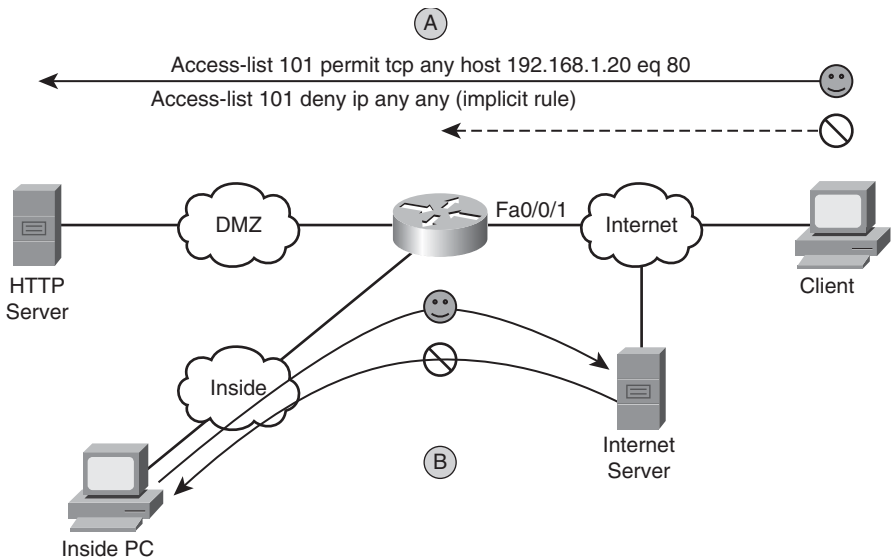 A
Access-list 101 permit tcp any host 192.168.1.20 eq 80
Access-list 101 deny ip any any (implicit rule)
DMZ
Fa0/0/1
Internet
HTTP
Server
Client
Inside
Internet
Server
B
Inside PC